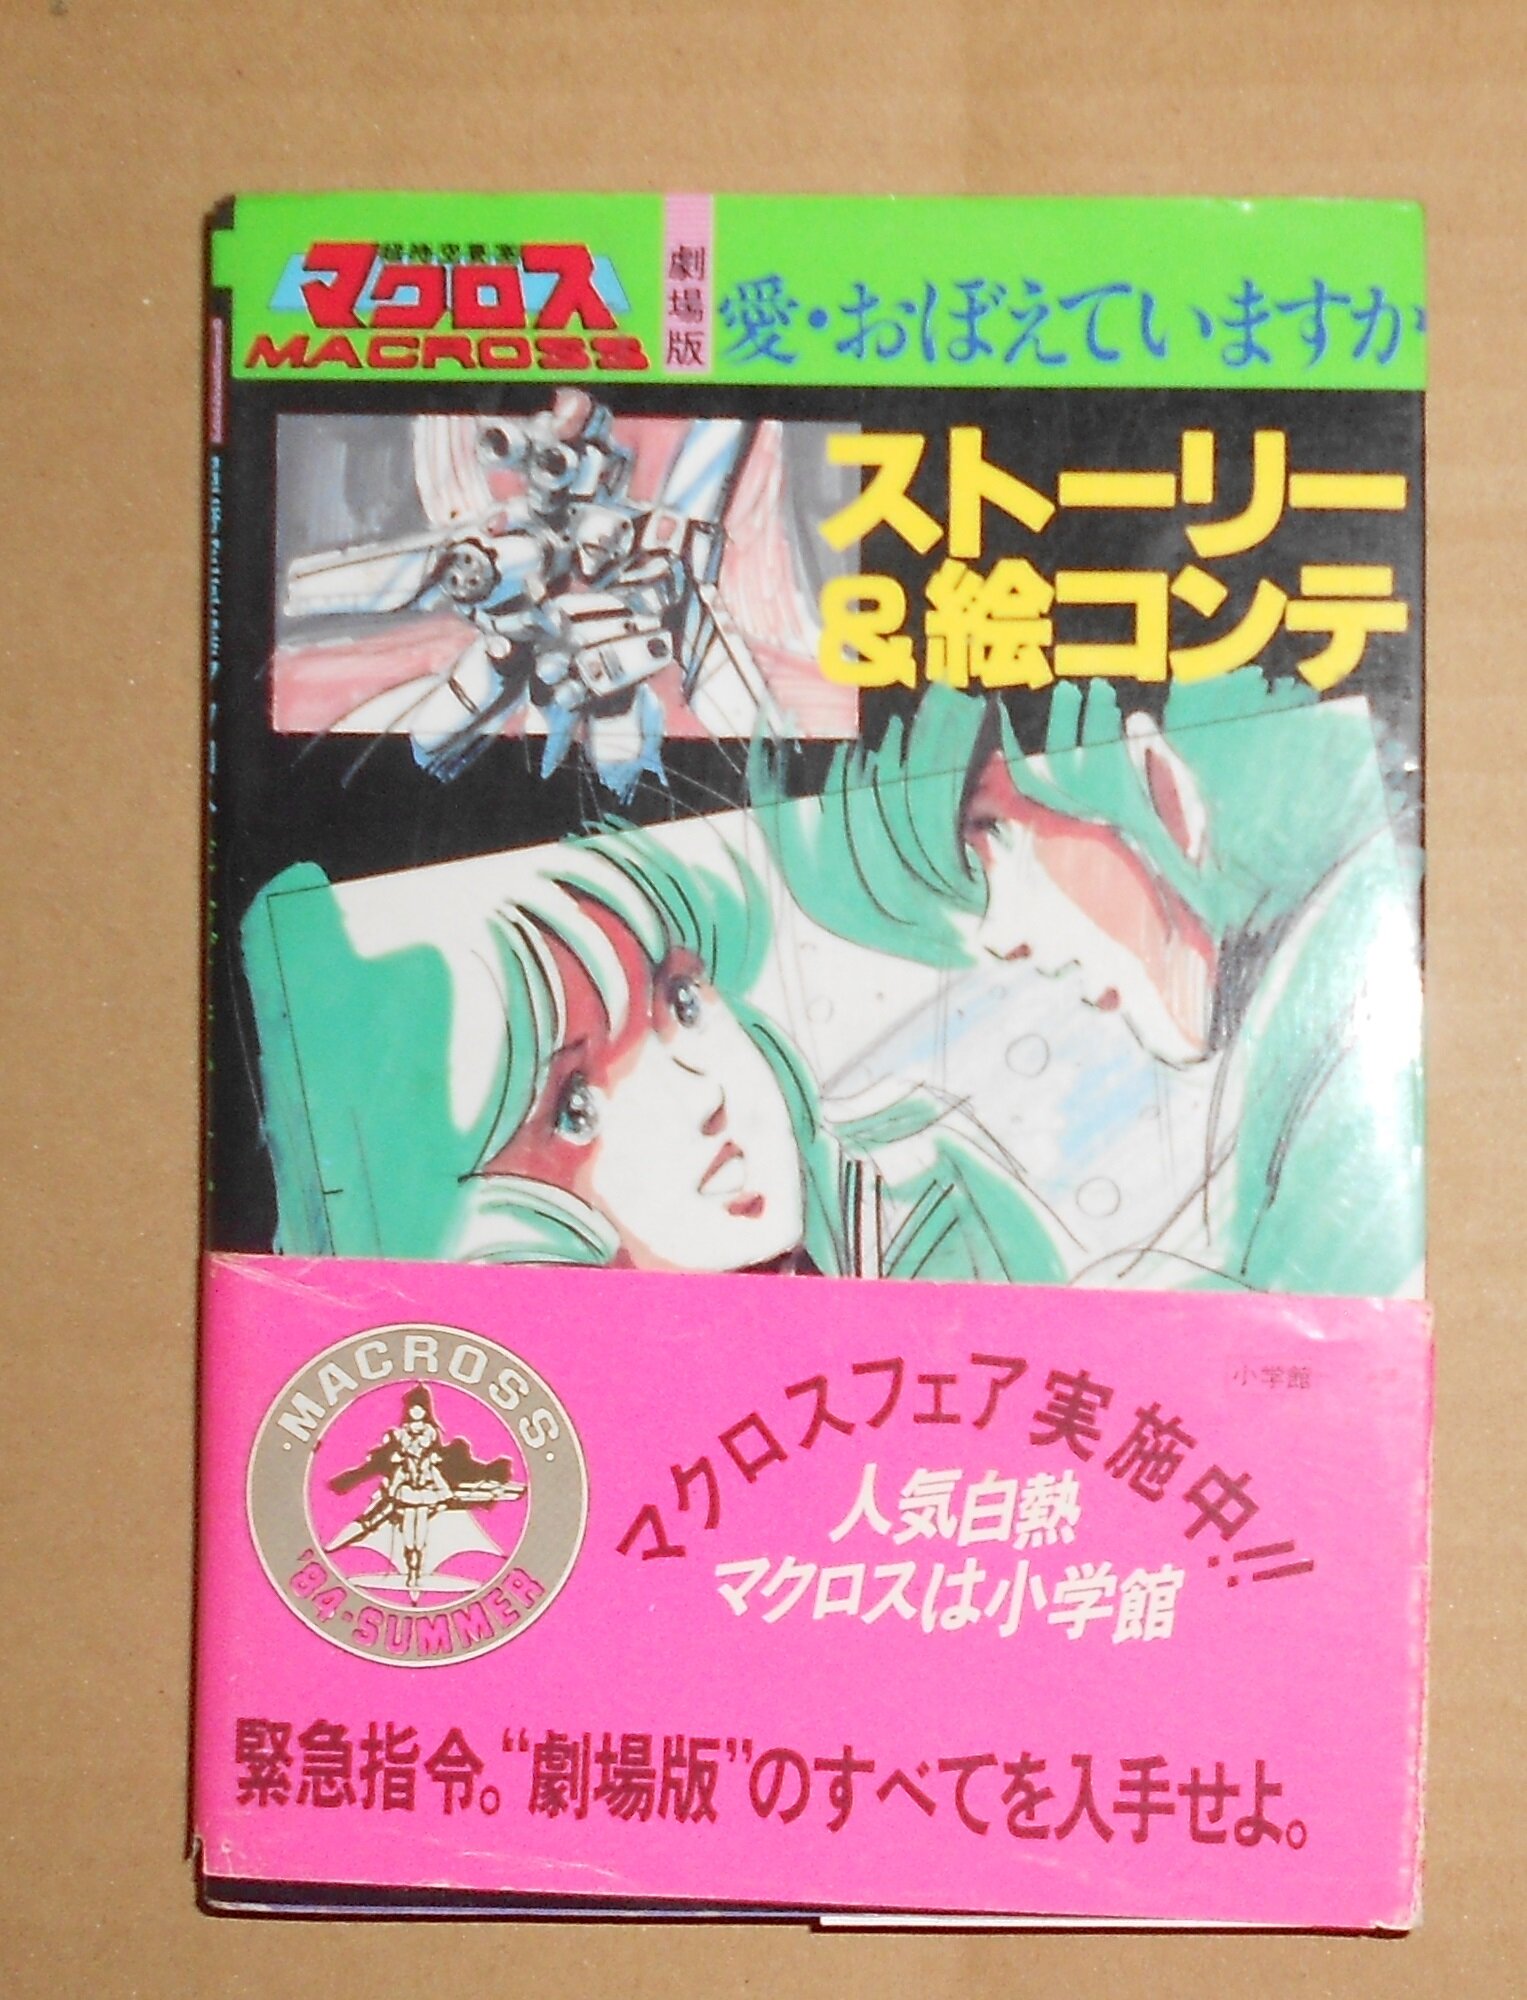 超時空要塞
マクロス
MACROSS
劇場版
愛・おぼえていますか
ストーリー
&絵コンテ
小学館
・MACROSS・
'84・SUMMER
マクロスフェア実施中!!
人気白熱
マクロスは小学館
緊急指令。“劇場版”のすべてを入手せよ。